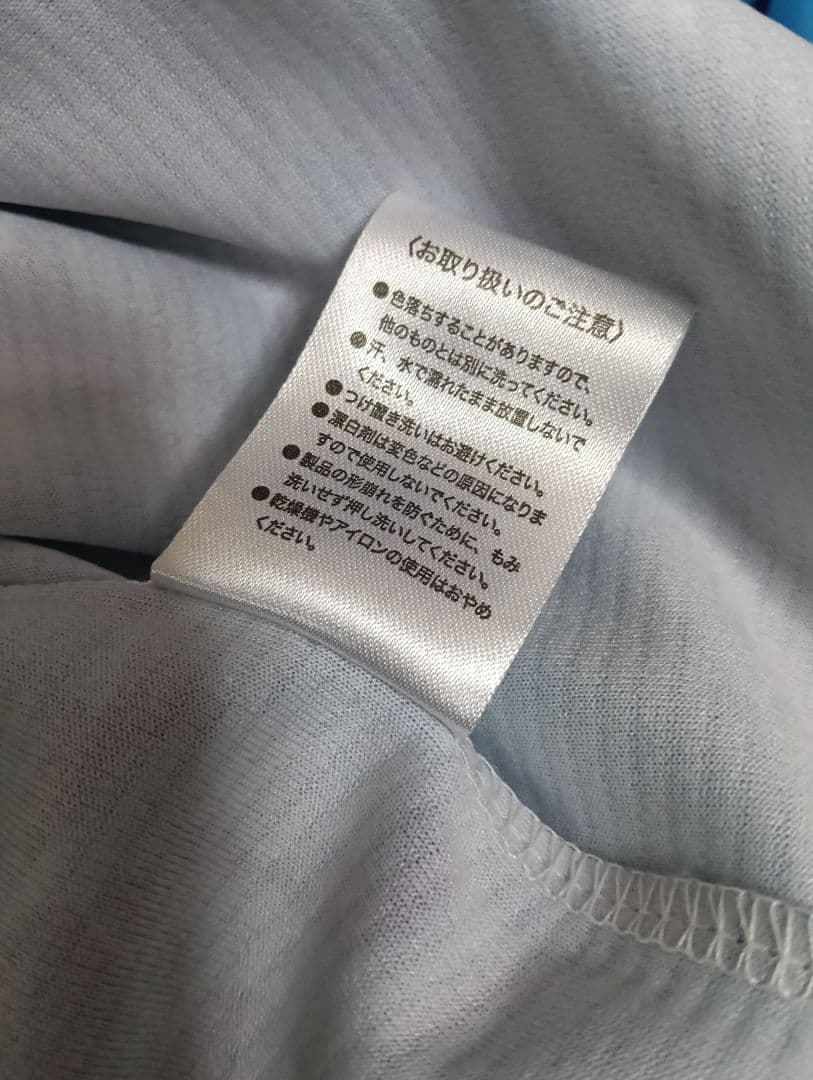 〈お取り扱いのご注意〉
●色落ちすることがありますので、
他のものとは別に洗ってください。
●汗、水で濡れたまま放置しないで
ください。
●つけ置き洗いはお避けください。
●漂白剤は変色などの原因になりま
すので使用しないでください。
●製品の形崩れを防ぐために、もみ
洗いせず押し洗いしてください。
●乾燥機やアイロンの使用はおやめ
ください。